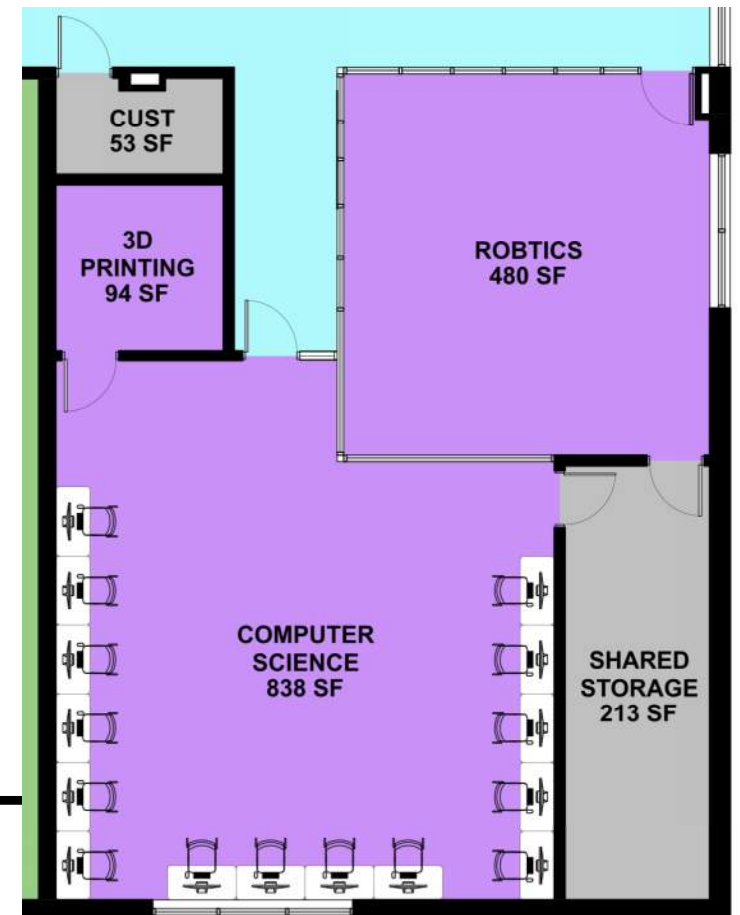 CUST
53 SF
3D
PRINTING
94 SF
ROBTICS
480 SF
COMPUTER
SCIENCE
838 SF
SHARED
STORAGE
213 SF